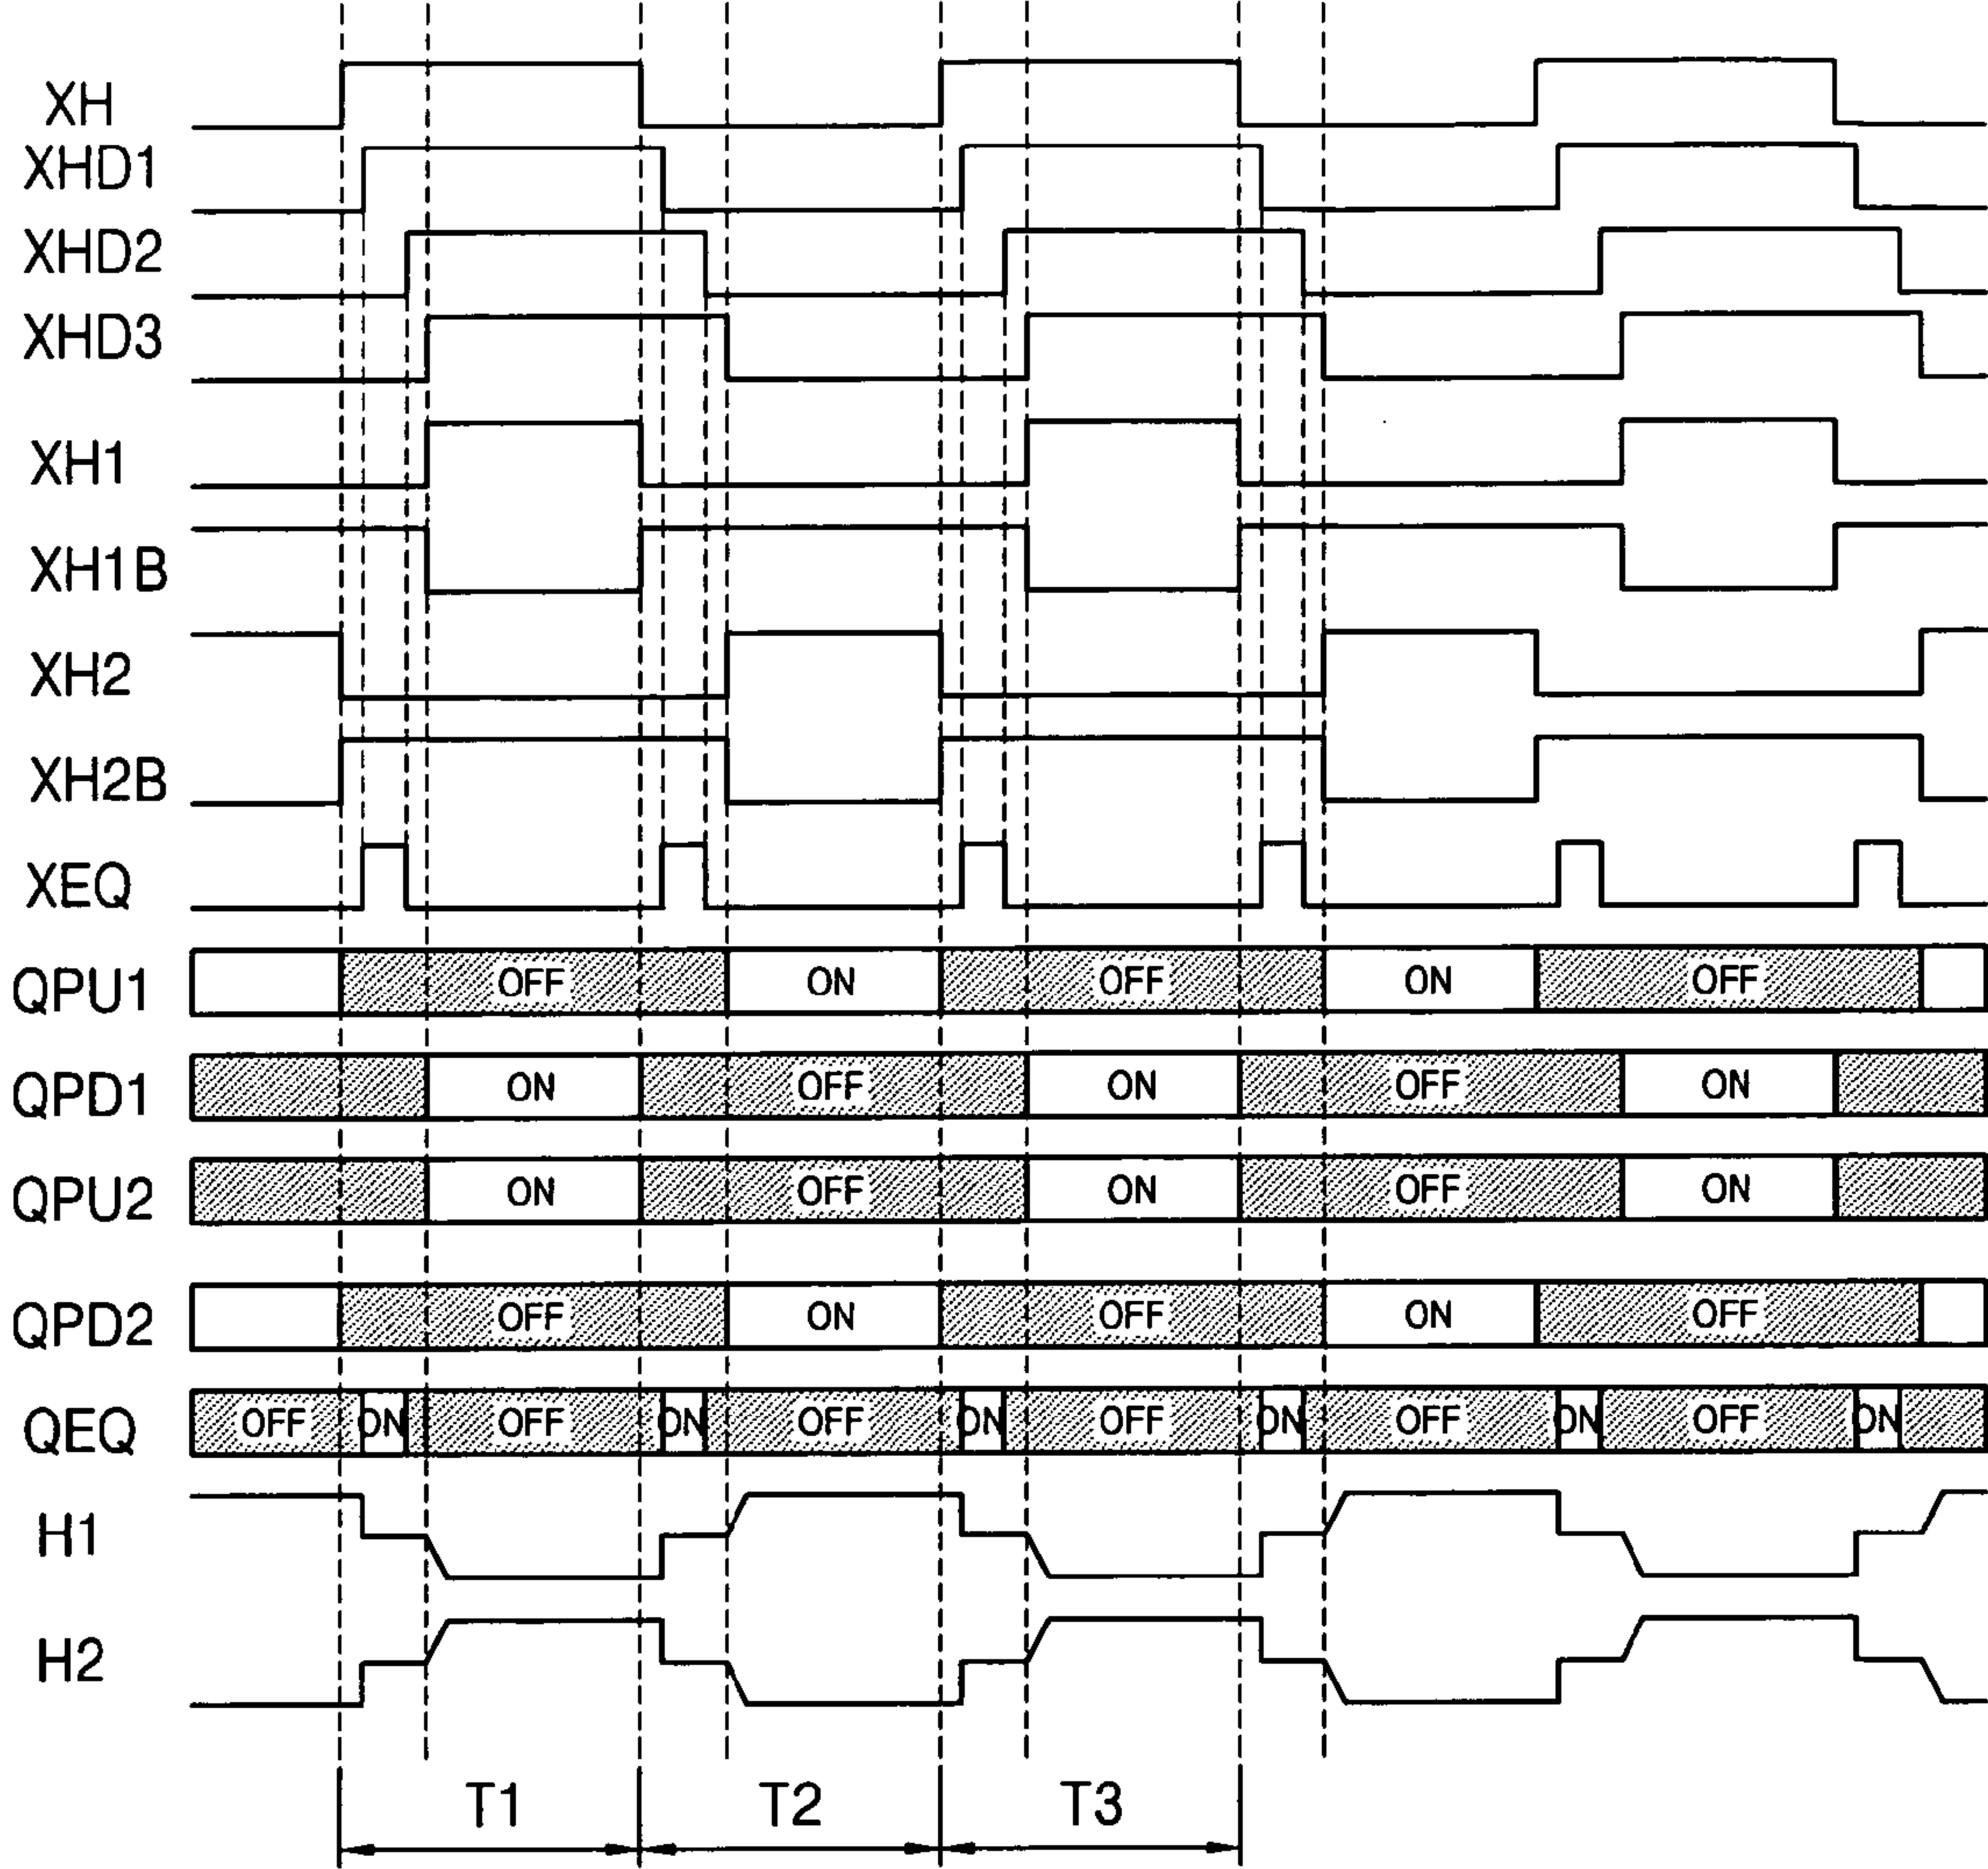 XH
XHD1
XHD2
XHD3
XH1
XH1B
XH2
XH2B
XEQ
QPU1 OFF ON OFF ON OFF
QPD1 ON OFF ON OFF ON
QPU2 ON OFF ON OFF ON
QPD2 OFF ON OFF ON OFF
QEQ OFF ON OFF ON OFF ON OFF ON OFF ON OFF ON
H1
H2
T1 T2 T3